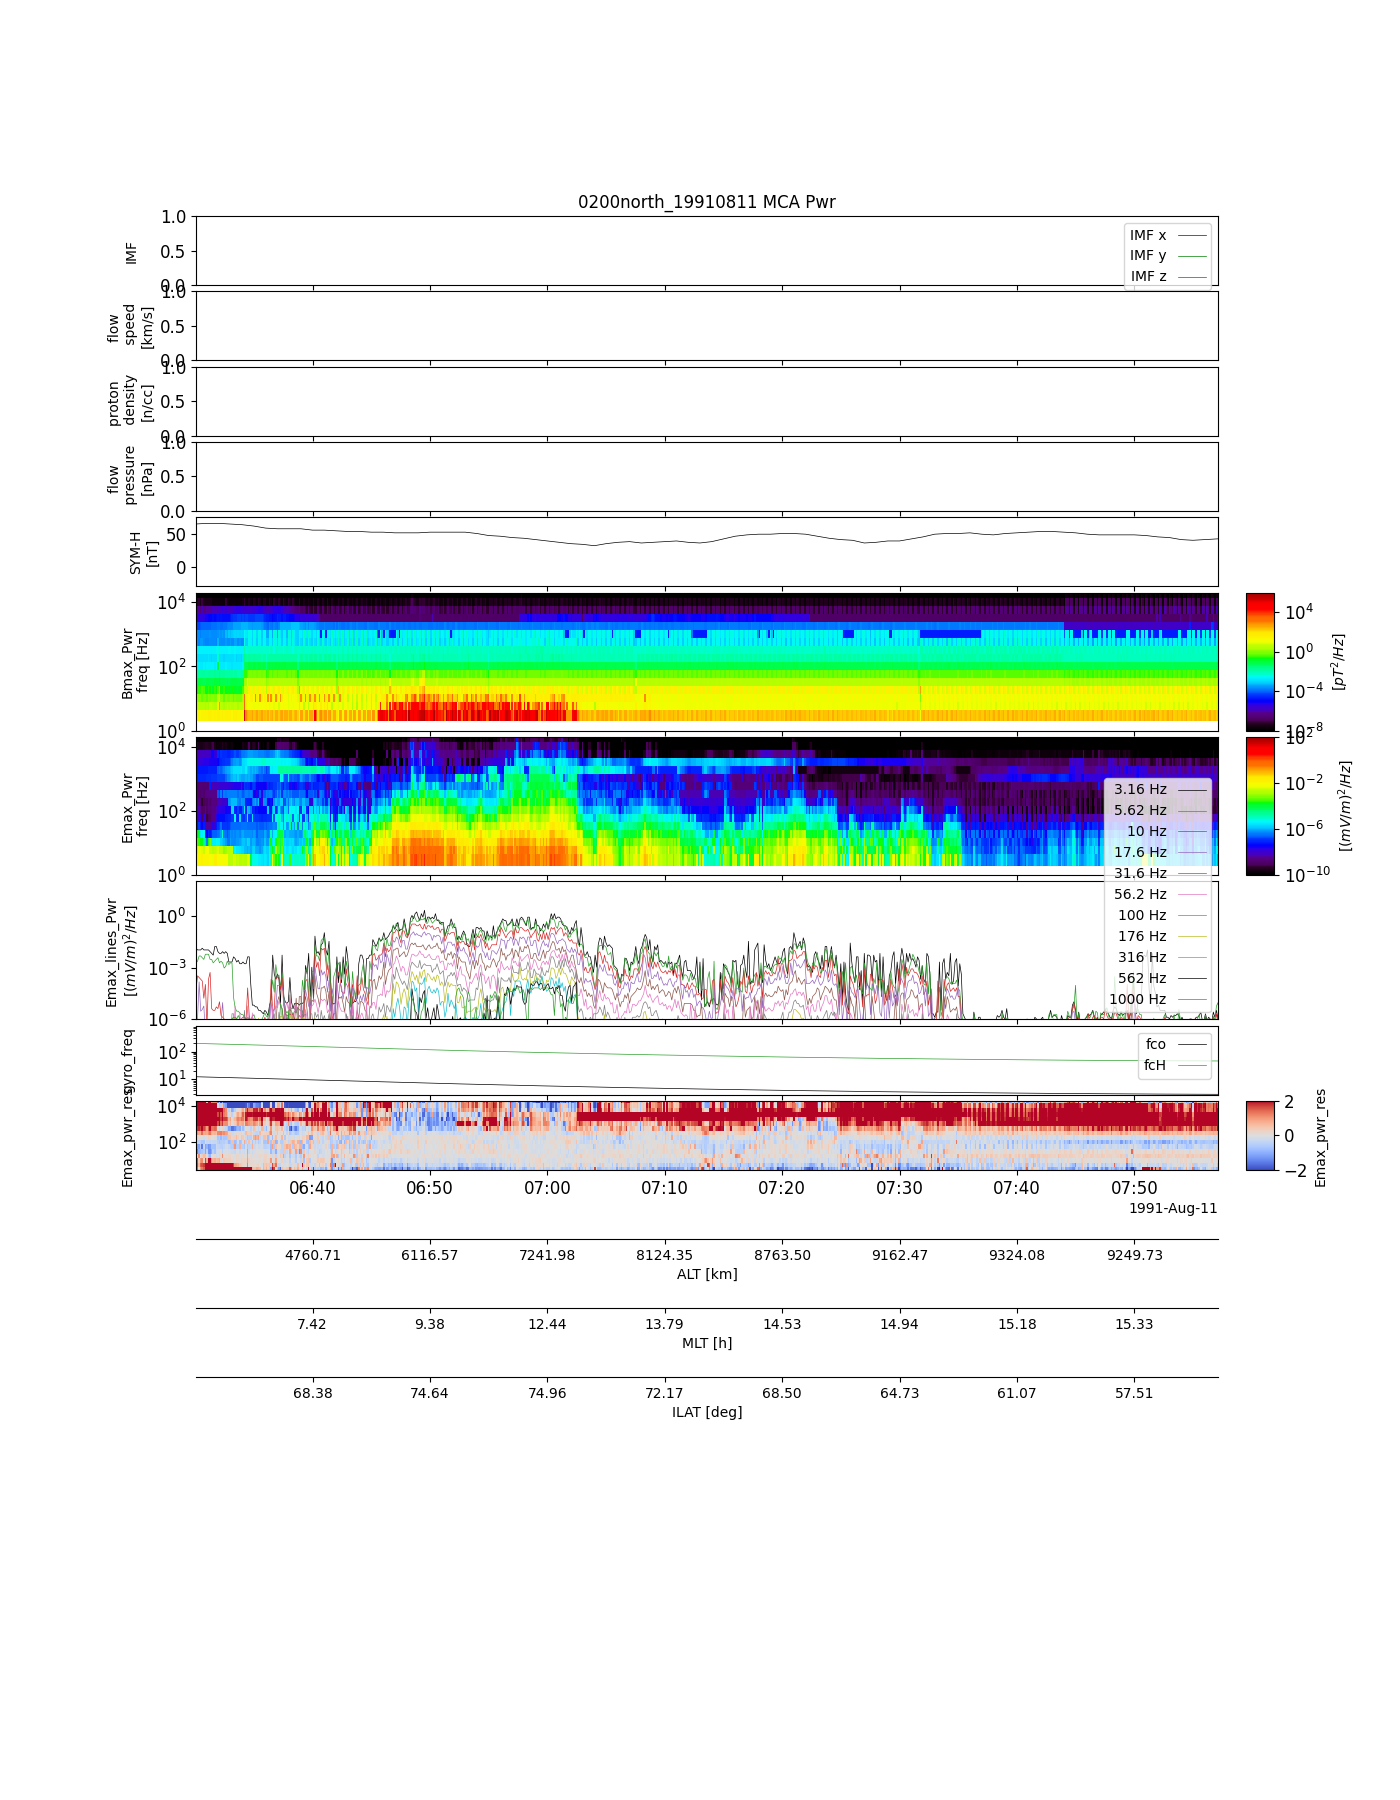 0200north_19910811 MCA Pwr
1.0
0.5
0.0
IMF
IMF x
IMF y
IMF z
1.0
0.5
0.0
flow
speed
[km/s]
1.0
0.5
0.0
proton
density
[n/cc]
1.0
0.5
0.0
flow
pressure
[nPa]
50
0
SYM-H
[nT]
10^4
10^2
10^0
Bmax_Pwr
freq [Hz]
10^4
10^0
10^-4
10^-8
[pT^2/Hz]
10^4
10^2
10^0
Emax_Pwr
freq [Hz]
10^2
10^-2
10^-6
10^-10
[(mV/m)^2/Hz]
3.16 Hz
5.62 Hz
10 Hz
17.6 Hz
31.6 Hz
56.2 Hz
100 Hz
176 Hz
316 Hz
562 Hz
1000 Hz
10^0
10^-3
10^-6
Emax_lines_Pwr
[(mV/m)^2/Hz]
10^2
10^1
gyro_freq
fco
fcH
10^4
10^2
Emax_pwr_res
2
0
−2
Emax_pwr_res
06:40 06:50 07:00 07:10 07:20 07:30 07:40 07:50
1991-Aug-11
4760.71 6116.57 7241.98 8124.35 8763.50 9162.47 9324.08 9249.73
ALT [km]
7.42 9.38 12.44 13.79 14.53 14.94 15.18 15.33
MLT [h]
68.38 74.64 74.96 72.17 68.50 64.73 61.07 57.51
ILAT [deg]